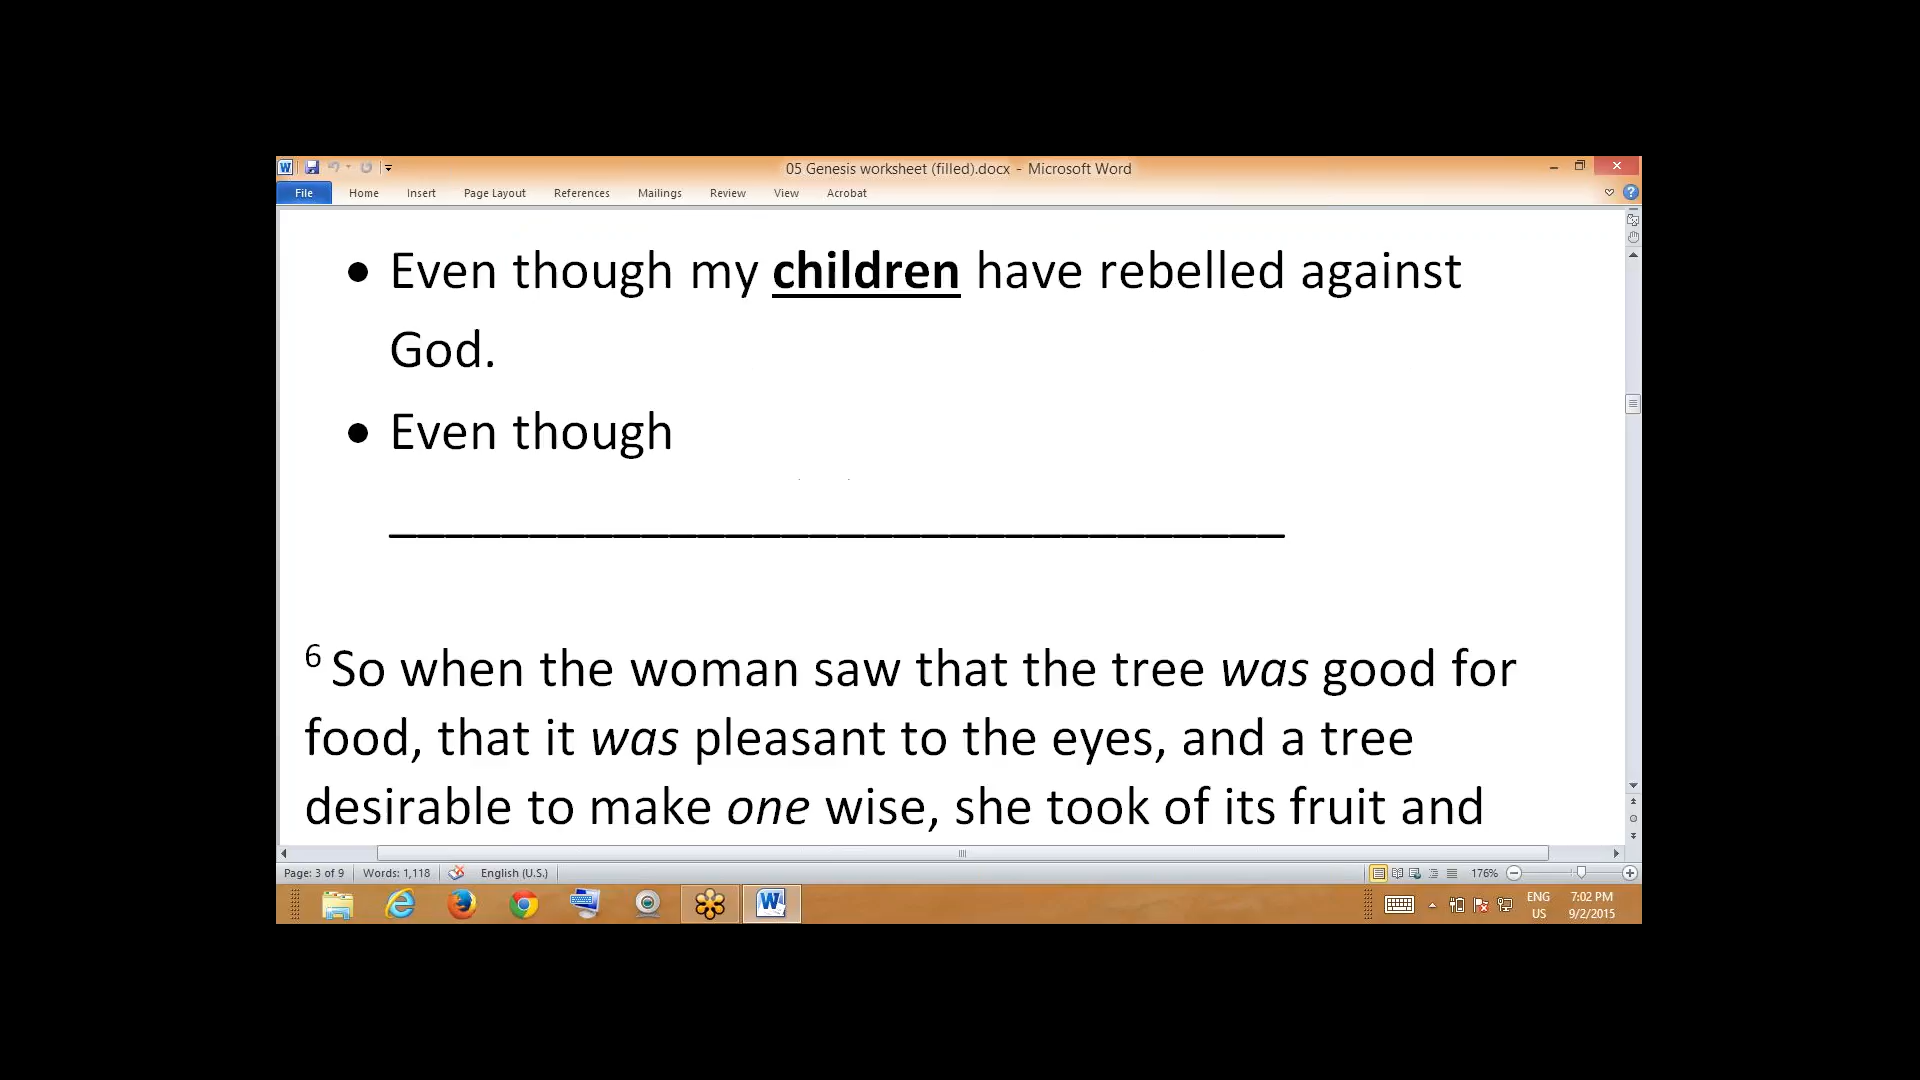 05 Genesis worksheet (filled).docx - Microsoft Word
File Home Insert Page Layout References Mailings Review View Acrobat
• Even though my children have rebelled against
God.
• Even though
________________________________
6 So when the woman saw that the tree was good for
food, that it was pleasant to the eyes, and a tree
desirable to make one wise, she took of its fruit and
Page: 3 of 9 Words: 1,118 English (U.S.) 176%
ENG 7:02 PM
US 9/2/2015